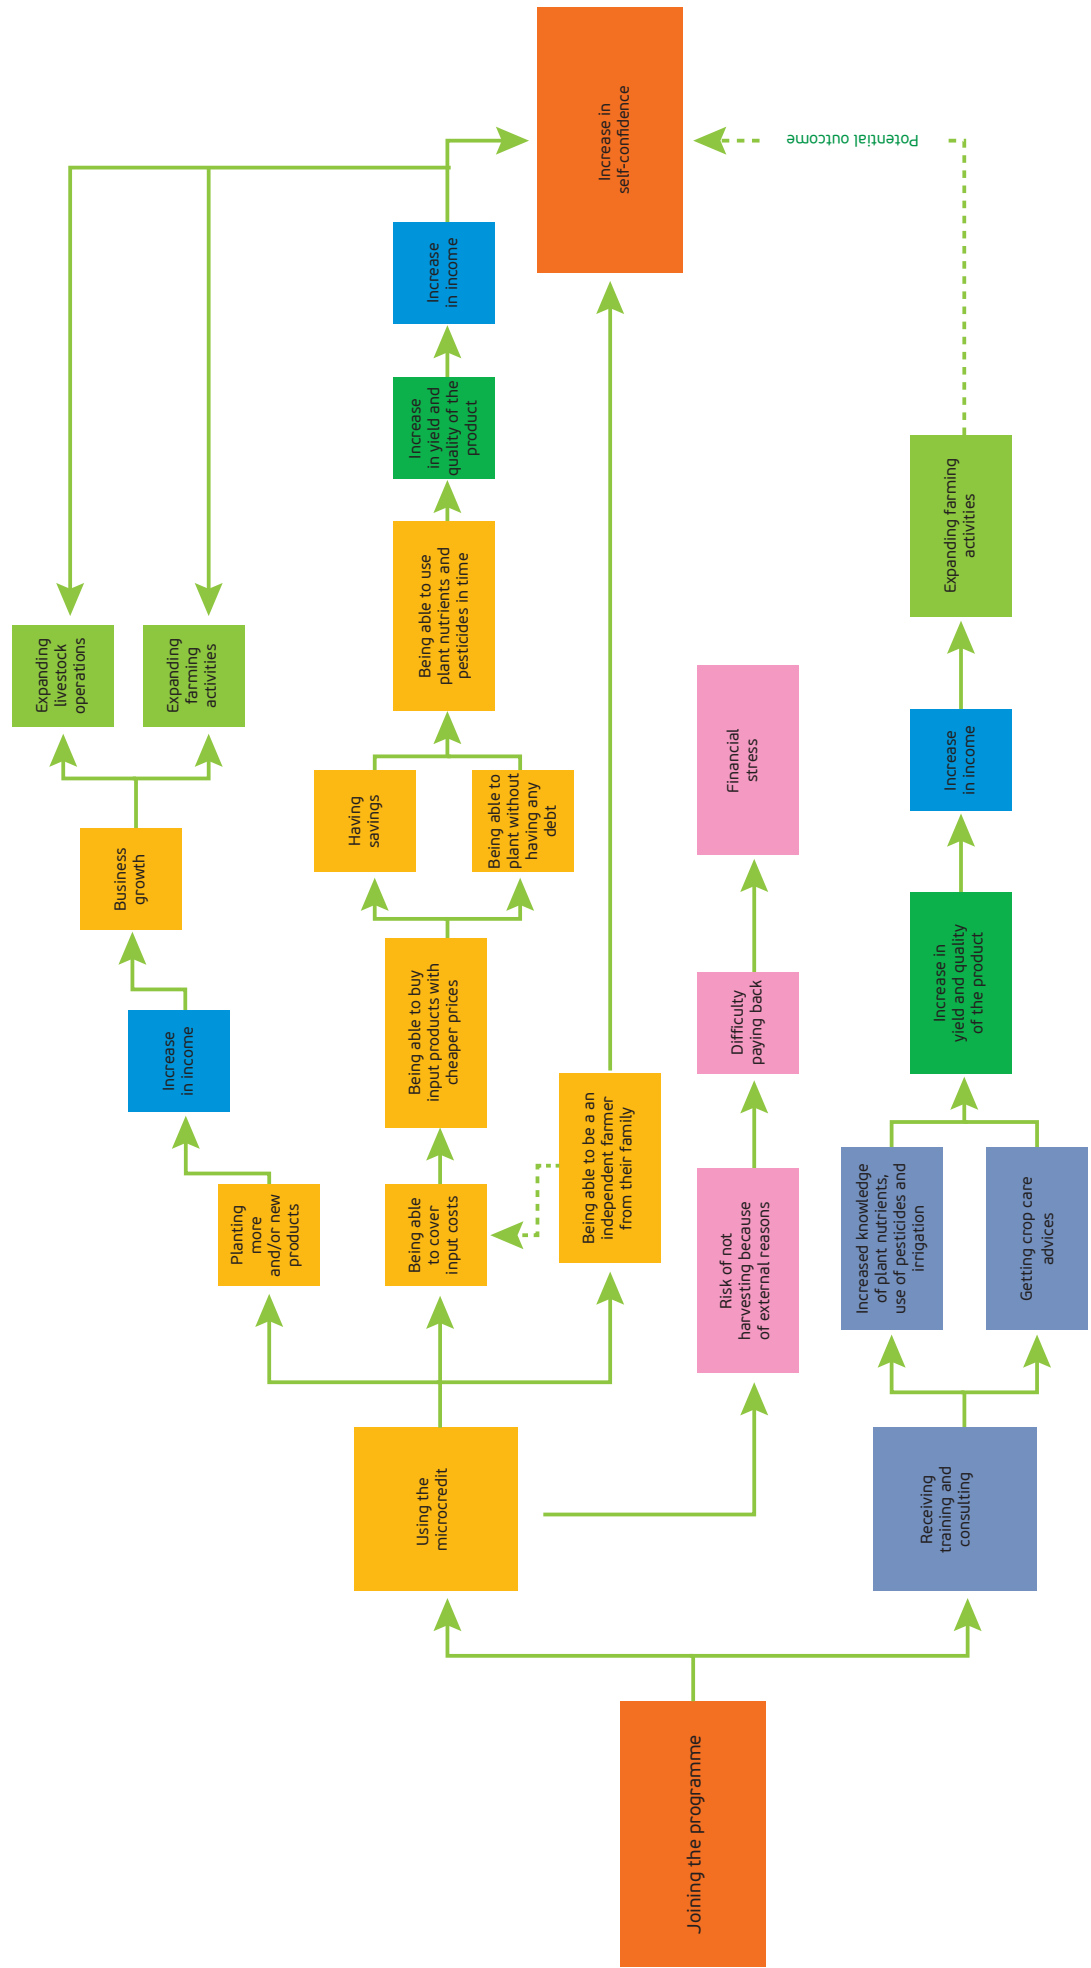 Joining the programme
Using the
microcredit
Receiving
training and
consulting
Planting
more
and/or new
products
Increase
in income
Business
growth
Expanding
livestock
operations
Expanding
farming
activities
Being able
to cover
input costs
Being able to buy
input products with
cheaper prices
Having
savings
Being able to
plant without
having any
debt
Being able to use
plant nutrients and
pesticides in time
Increase
in yield and
quality of the
product
Increase
in income
Being able to be a an
independent farmer
from their family
Increase in
self-confidence
Risk of not
harvesting because
of external reasons
Difficulty
paying back
Financial
stress
Increased knowledge
of plant nutrients,
use of pesticides and
irrigation
Getting crop care
advices
Increase in
yield and quality
of the product
Increase
in income
Expanding farming
activities
Potential outcome